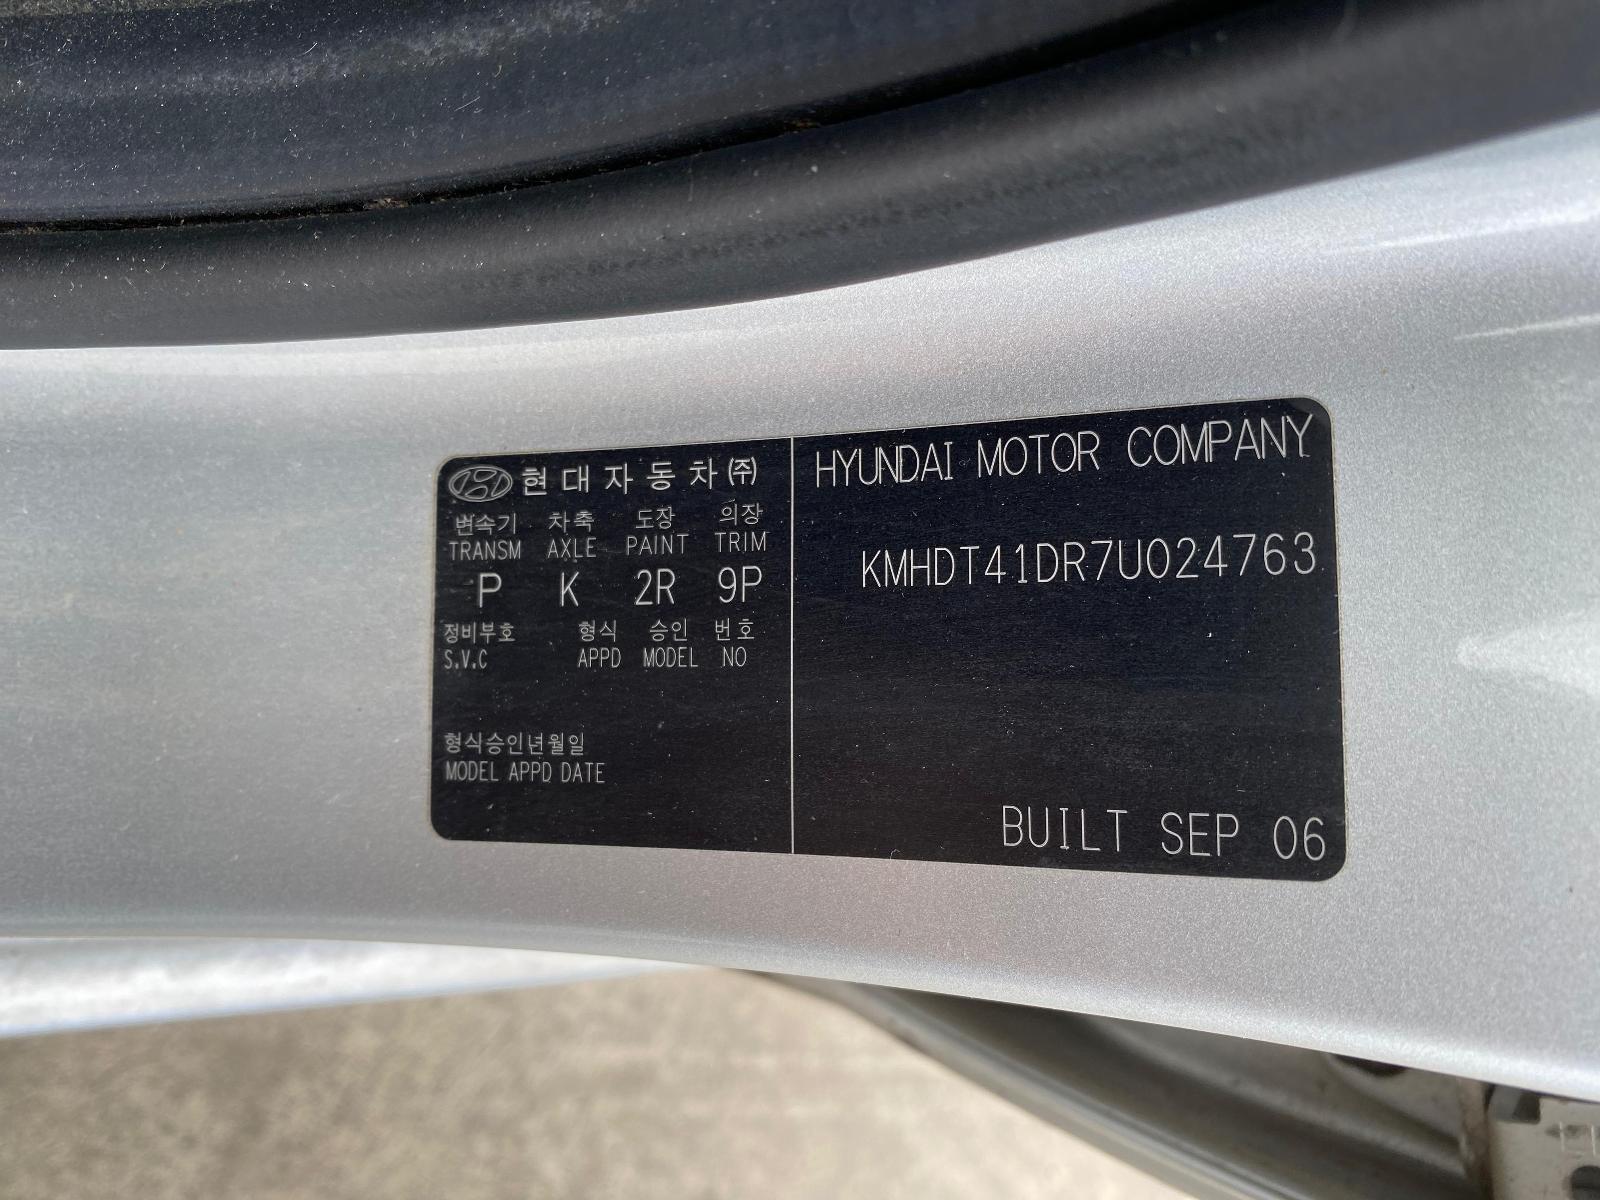 현대자동차㈜
변속기 차축 도장 의장
TRANSM AXLE PAINT TRIM
P K 2R 9P
정비부호 형식 승인 번호
S.V.C APPD MODEL NO
형식승인년월일
MODEL APPD DATE
HYUNDAI MOTOR COMPANY
KMHDT41DR7U024763
BUILT SEP 06